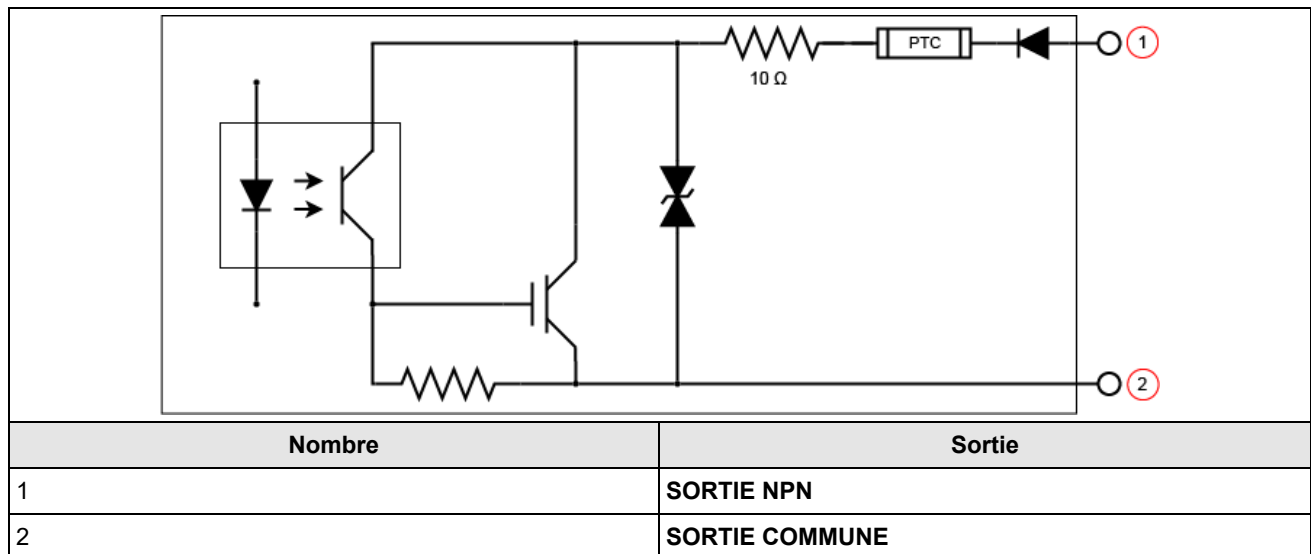 PTC
1
10 Ω
2
Nombre Sortie
1 SORTIE NPN
2 SORTIE COMMUNE